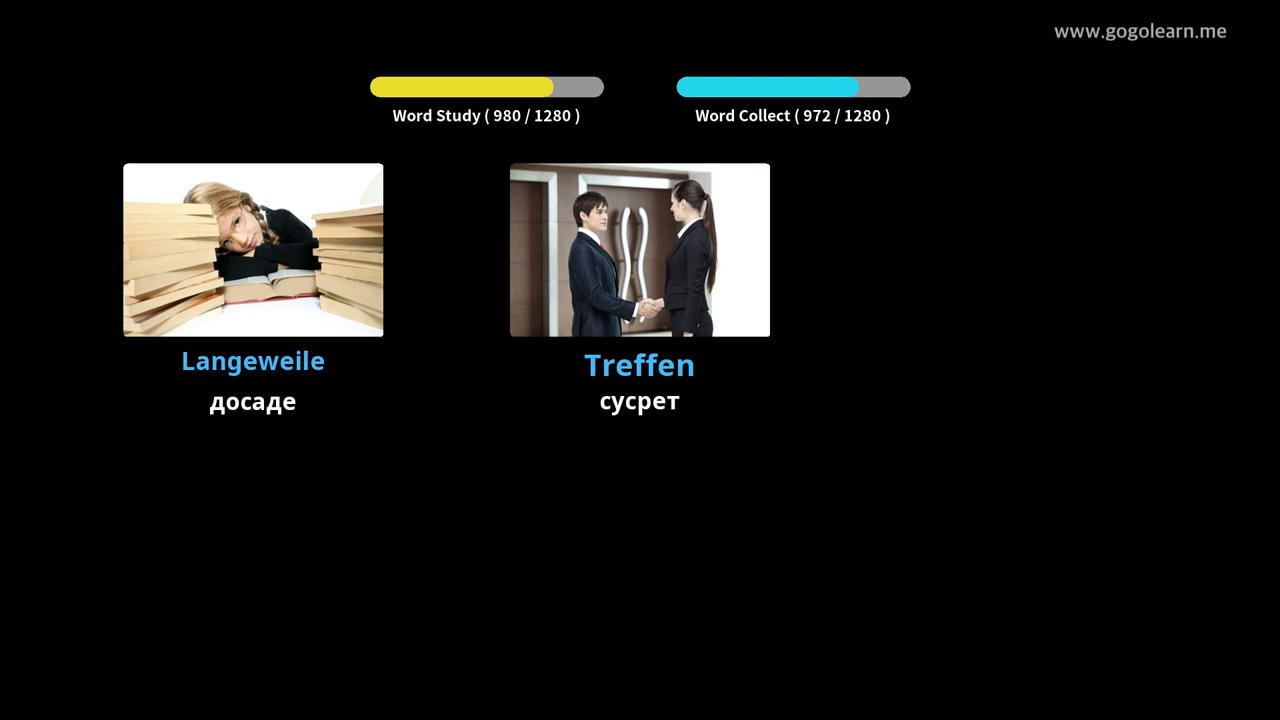 www.gogolearn.me
Word Study ( 980 / 1280 )
Word Collect ( 972 / 1280 )
Langeweile
досаде
Treffen
сусрет